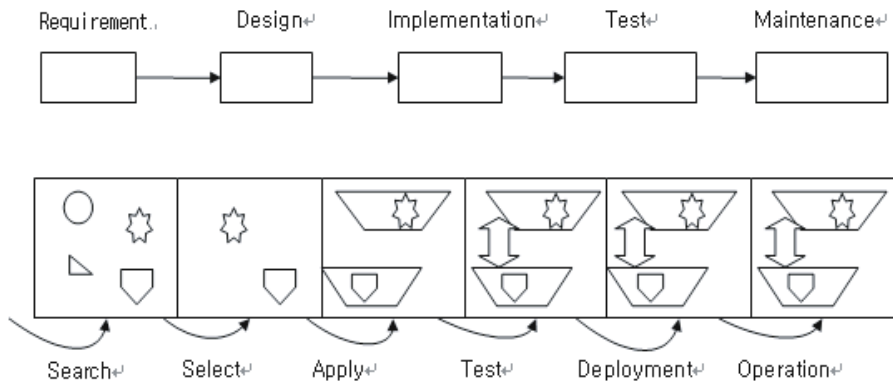 Requirement Design Implementation Test Maintenance
Search Select Apply Test Deployment Operation